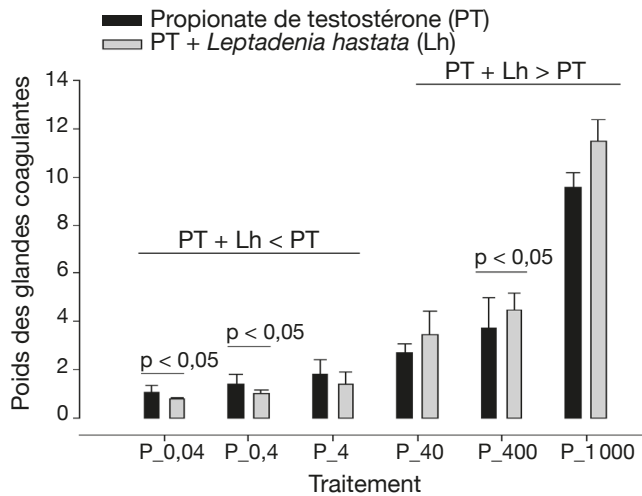 Propionate de testostérone (PT)
PT + Leptadenia hastata (Lh)
PT + Lh > PT
PT + Lh < PT
p < 0,05
p < 0,05
p < 0,05
Poids des glandes coagulantes
14
12
10
8
6
4
2
0
P_0,04 P_0,4 P_4 P_40 P_400 P_1 000
Traitement